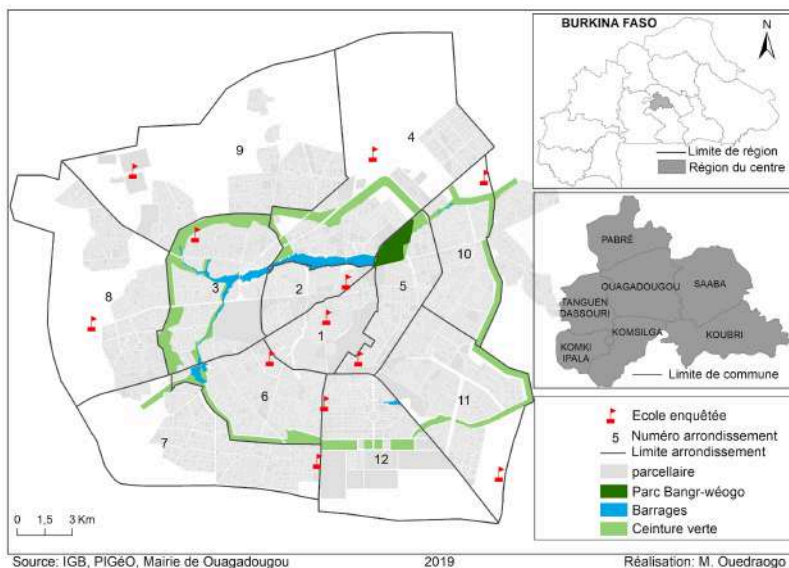 BURKINA FASO
N
Limite de région
Région du centre
9
4
10
8
3
2
5
1
6
11
7
12
0 1,5 3 Km
PABRÉ
OUAGADOUGOU
SAABA
TANGUEN
DASSOURI
KOMSILGA
KOUBRI
KOMKI
IPALA
Limite de commune
Ecole enquêtée
5 Numéro arrondissement
Limite arrondissement
parcellaire
Parc Bangr-wéogo
Barrages
Ceinture verte
Source: IGB, PIGéO, Mairie de Ouagadougou 2019 Réalisation: M. Ouedraogo